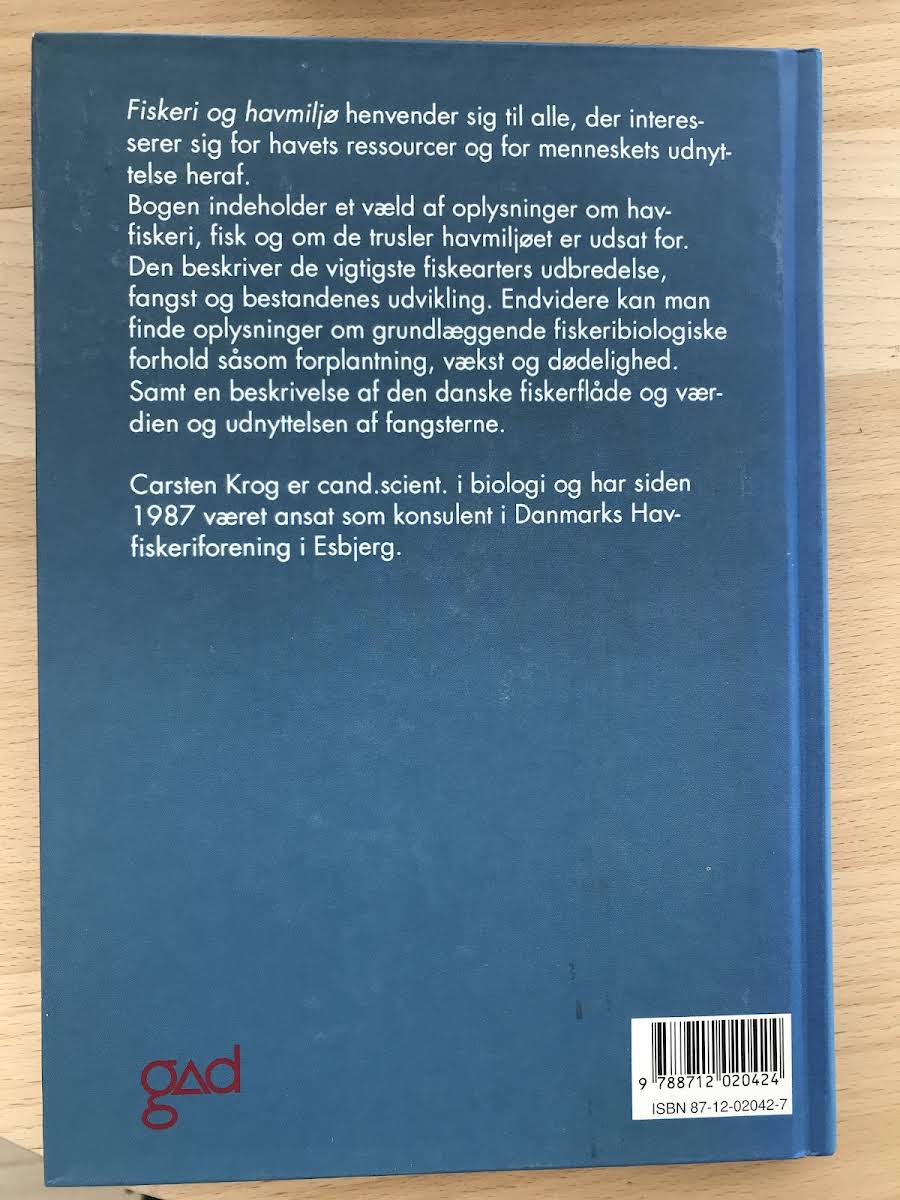 Fiskeri og havmiljø henvender sig til alle, der interes-
serer sig for havets ressourcer og for menneskets udnyt-
telse heraf.
Bogen indeholder et væld af oplysninger om hav-
fiskeri, fisk og om de trusler havmiljøet er udsat for.
Den beskriver de vigtigste fiskearters udbredelse,
fangst og bestandenes udvikling. Endvidere kan man
finde oplysninger om grundlæggende fiskeribiologiske
forhold såsom forplantning, vækst og dødelighed.
Samt en beskrivelse af den danske fiskerflåde og vær-
dien og udnyttelsen af fangsterne.
Carsten Krog er cand.scient. i biologi og har siden
1987 været ansat som konsulent i Danmarks Hav-
fiskeriforening i Esbjerg.
gad
9 788712 020424
ISBN 87-12-02042-7